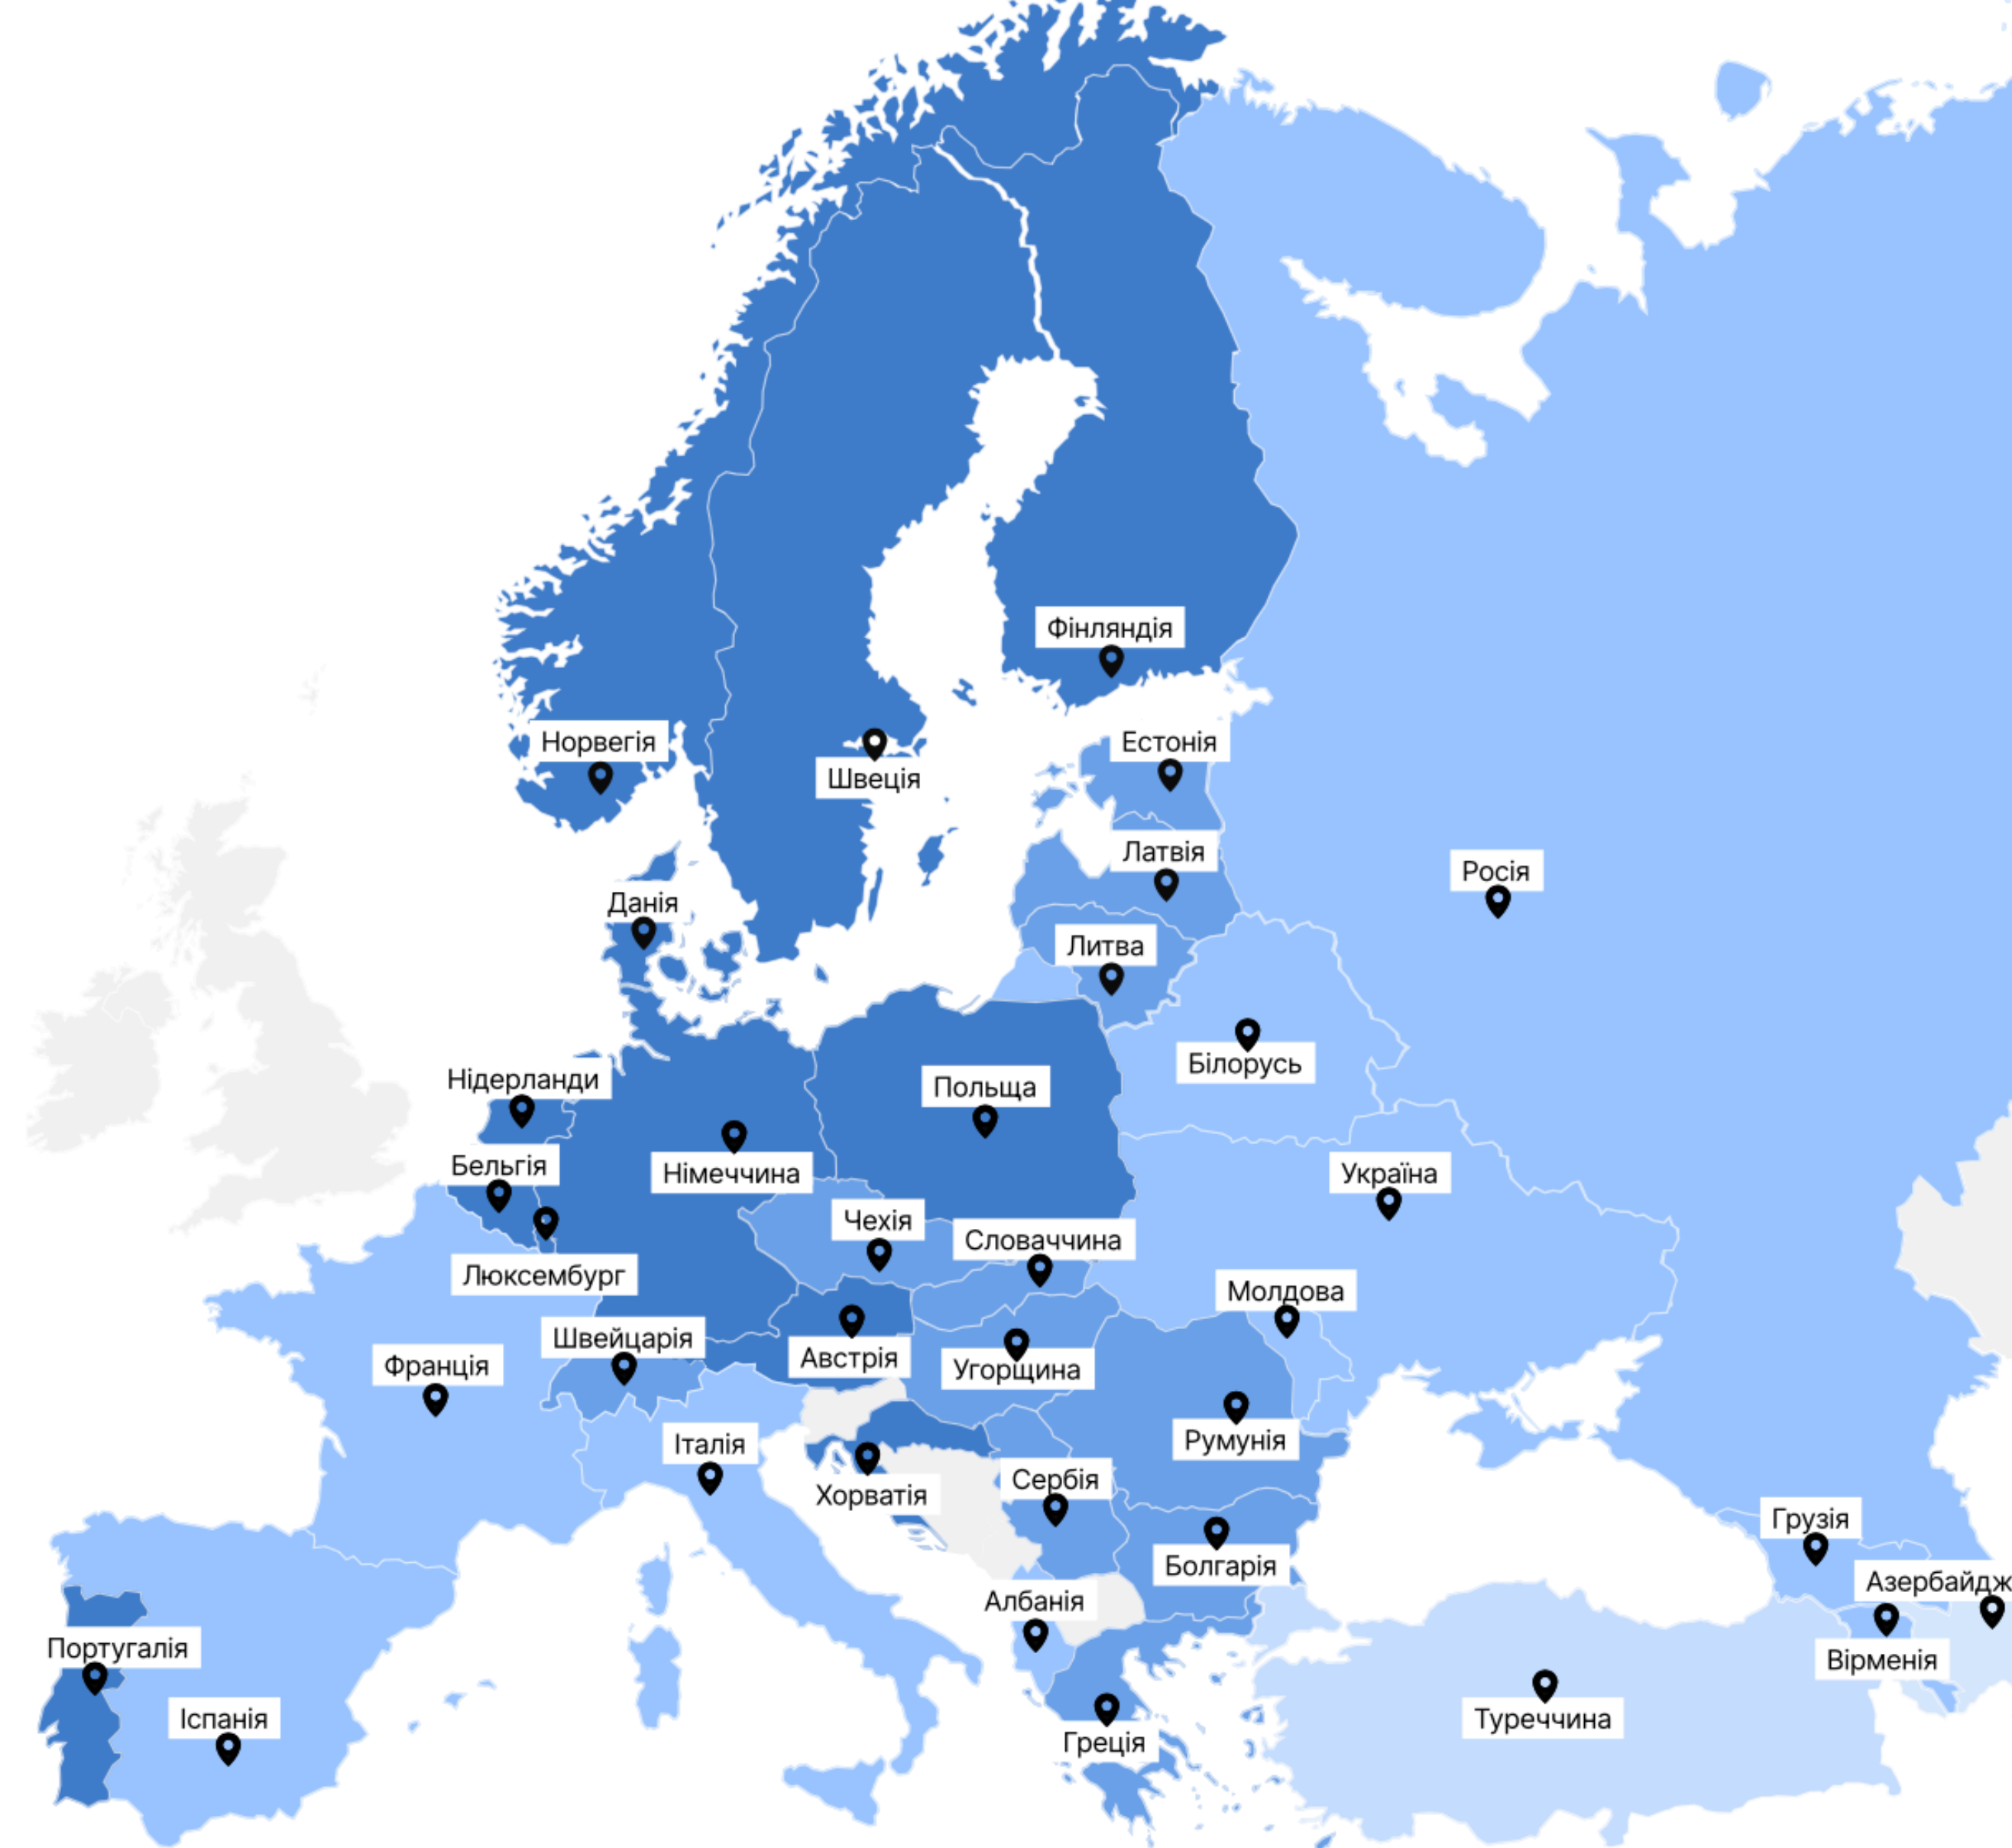 Фінляндія
Норвегія
Швеція
Естонія
Латвія
Росія
Данія
Литва
Білорусь
Нідерланди
Польща
Бельгія
Німеччина
Україна
Чехія
Словаччина
Люксембург
Молдова
Швейцарія
Австрія
Угорщина
Франція
Італія
Румунія
Хорватія
Сербія
Грузія
Болгарія
Азербайдж
Албанія
Португалія
Вірменія
Іспанія
Туреччина
Греція